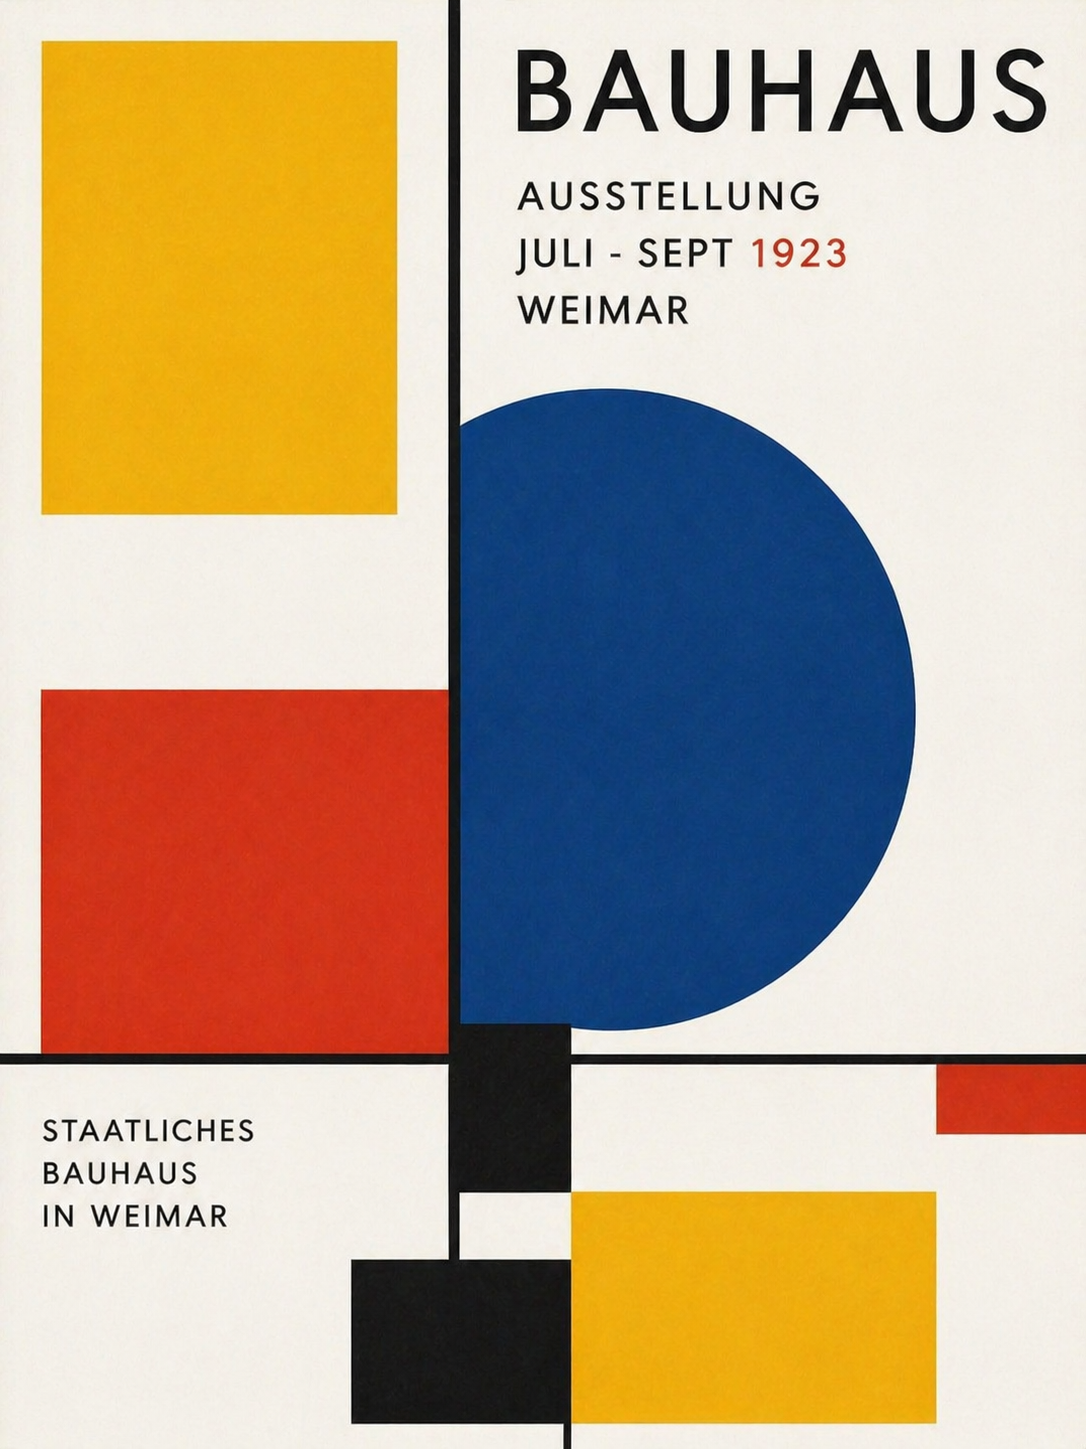 BAUHAUS
AUSSTELLUNG
JULI - SEPT 1923
WEIMAR
STAATLICHES
BAUHAUS
IN WEIMAR